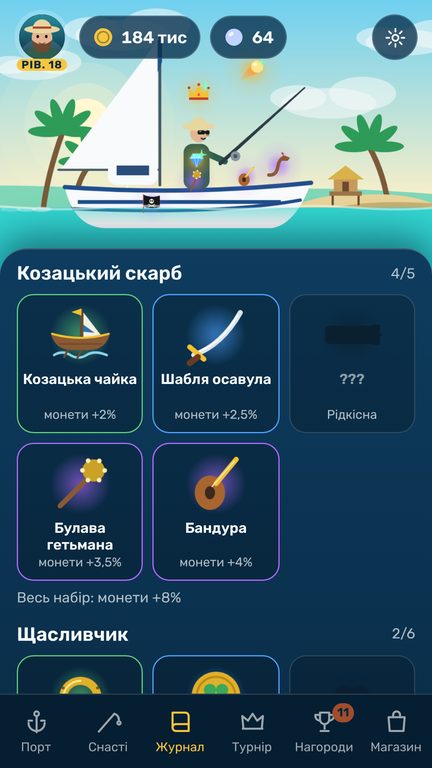 184 тис
64
РІВ. 18
Козацький скарб
4/5
Козацька чайка
монети +2%
Шабля осавула
монети +2,5%
???
Рідкісна
Булава
гетьмана
монети +3,5%
Бандура
монети +4%
Весь набір: монети +8%
Щасливчик
2/6
11
Порт
Снасті
Журнал
Турнір
Нагороди
Магазин